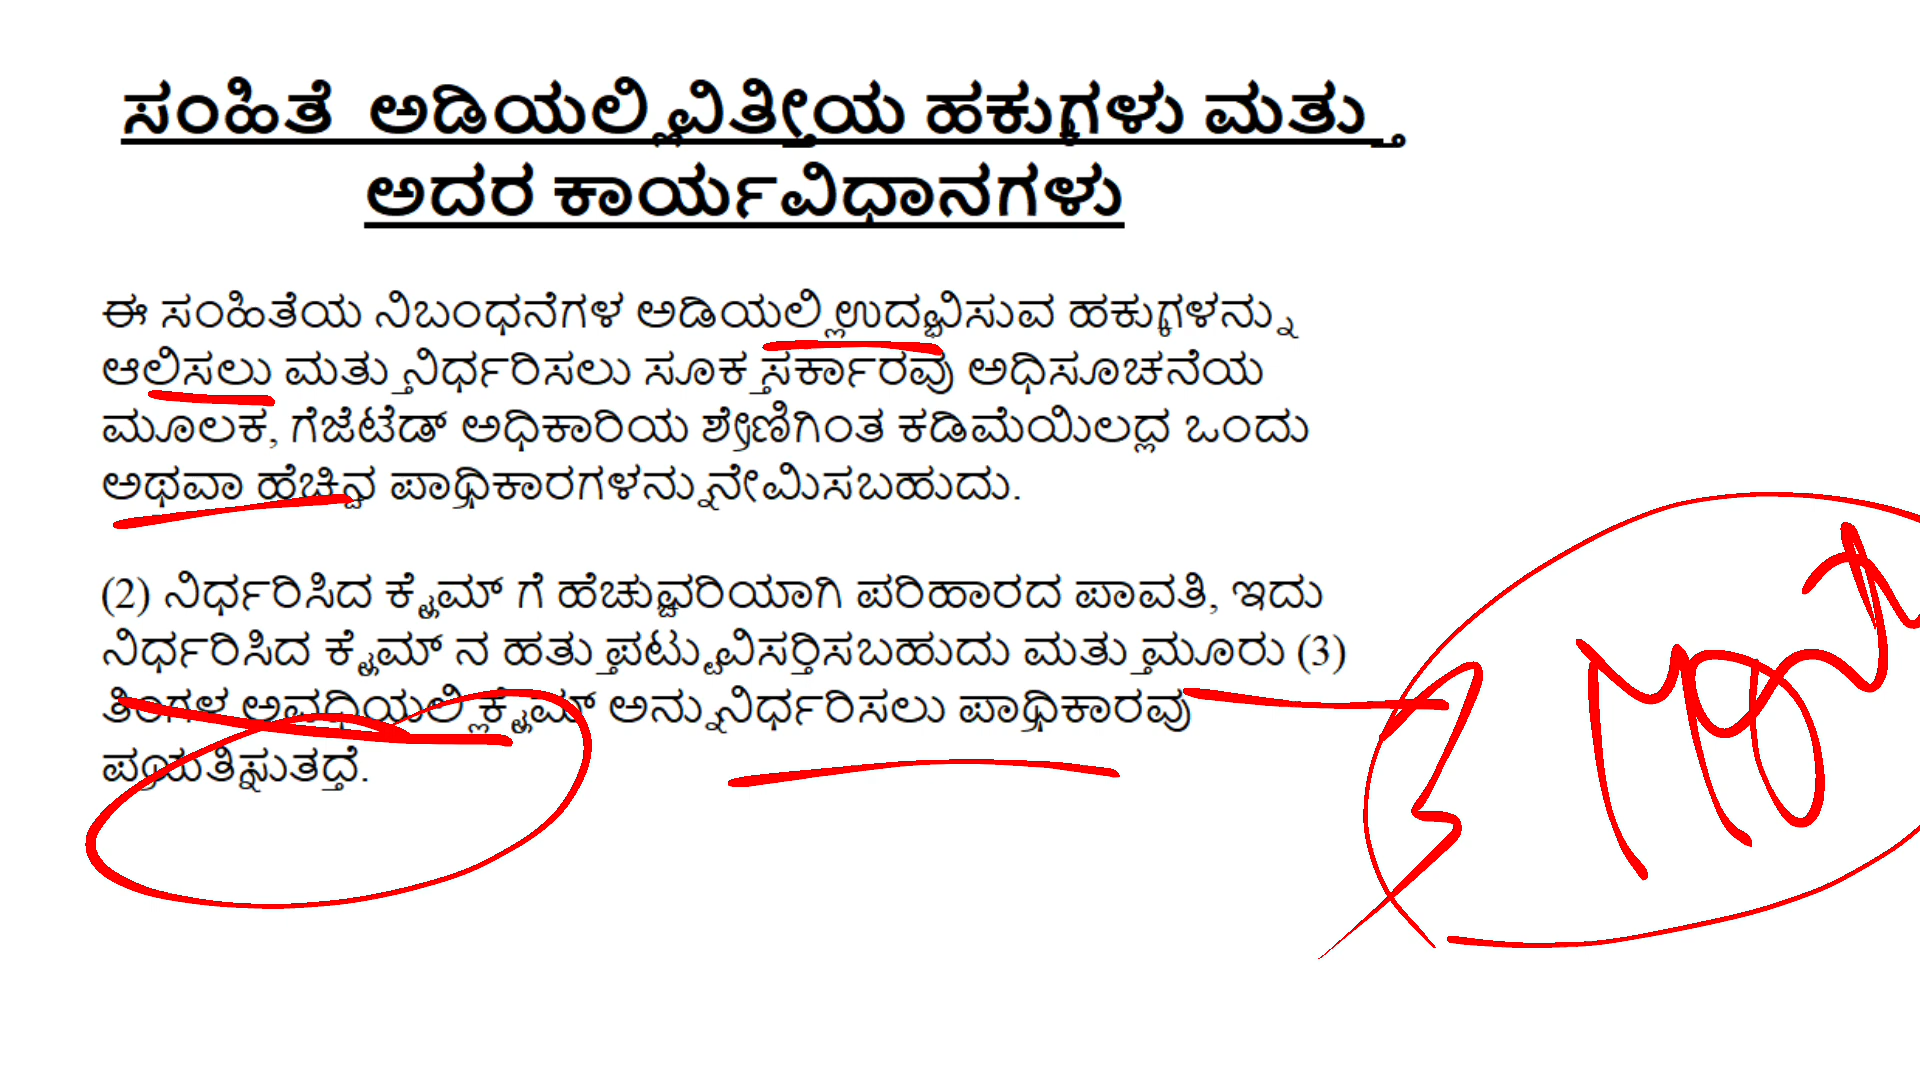 ಸಂಹಿತೆ ಅಡಿಯಲ್ಲಿ ವಿತ್ತೀಯ ಹಕ್ಕುಗಳು ಮತ್ತು
ಅದರ ಕಾರ್ಯವಿಧಾನಗಳು
ಈ ಸಂಹಿತೆಯ ನಿಬಂಧನೆಗಳ ಅಡಿಯಲ್ಲಿ ಉದ್ಭವಿಸುವ ಹಕ್ಕುಗಳನ್ನು
ಆಲಿಸಲು ಮತ್ತು ನಿರ್ಧರಿಸಲು ಸೂಕ್ತ ಸರ್ಕಾರವು ಅಧಿಸೂಚನೆಯ
ಮೂಲಕ, ಗೆಜೆಟೆಡ್ ಅಧಿಕಾರಿಯ ಶ್ರೇಣಿಗಿಂತ ಕಡಿಮೆಯಿಲ್ಲದ ಒಂದು
ಅಥವಾ ಹೆಚ್ಚಿನ ಪ್ರಾಧಿಕಾರಗಳನ್ನು ನೇಮಿಸಬಹುದು.
(2) ನಿರ್ಧರಿಸಿದ ಕ್ಲೈಮ್ ಗೆ ಹೆಚ್ಚುವರಿಯಾಗಿ ಪರಿಹಾರದ ಪಾವತಿ, ಇದು
ನಿರ್ಧರಿಸಿದ ಕ್ಲೈಮ್ ನ ಹತ್ತು ಪಟ್ಟು ವಿಸ್ತರಿಸಬಹುದು ಮತ್ತು ಮೂರು (3)
ತಿಂಗಳ ಅವಧಿಯಲ್ಲಿ ಕ್ಲೈಮ್ ಅನ್ನು ನಿರ್ಧರಿಸಲು ಪ್ರಾಧಿಕಾರವು
ಪ್ರಯತ್ನಿಸುತ್ತದೆ.
3